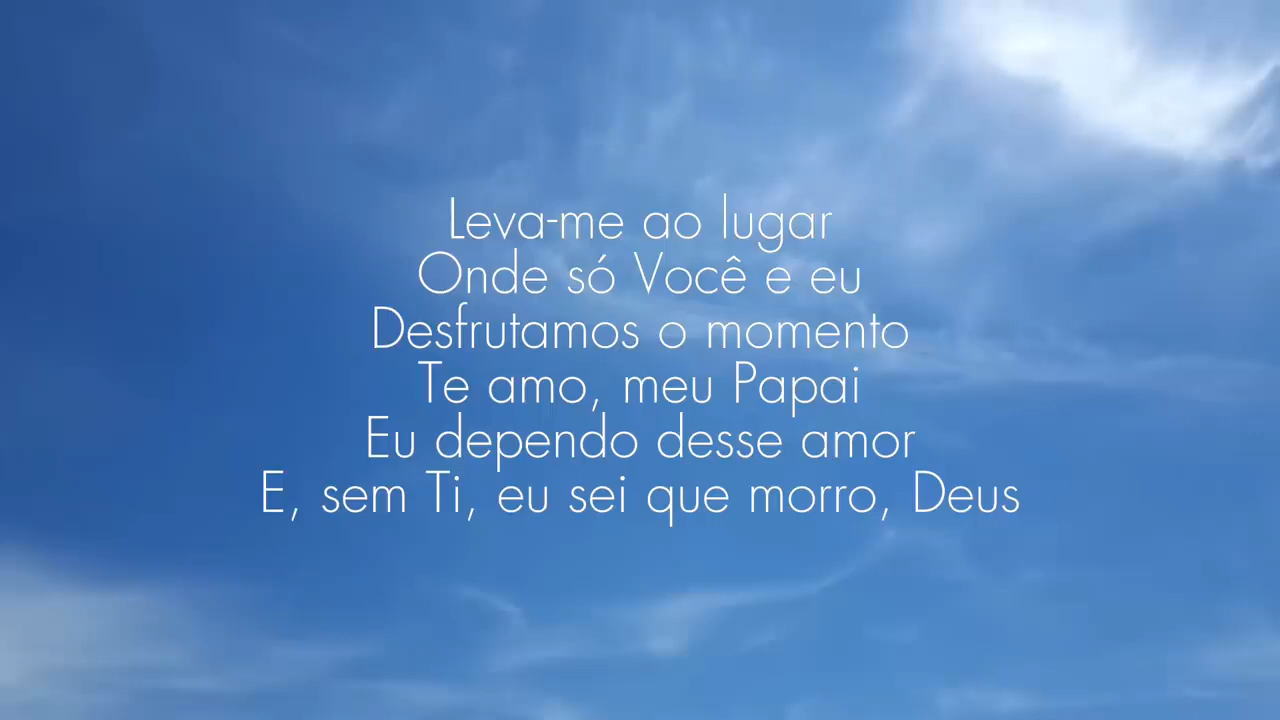 Leva-me ao lugar
Onde só Você e eu
Desfrutamos o momento
Te amo, meu Papai
Eu dependo desse amor
E, sem Ti, eu sei que morro, Deus